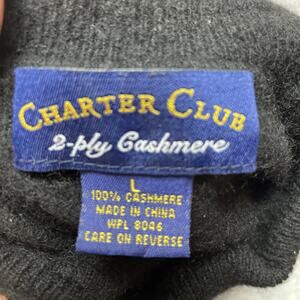 CHARTER CLUB
2-ply Cashmere
L
100% CASHMERE
MADE IN CHINA
WPL 8046
CARE ON REVERSE